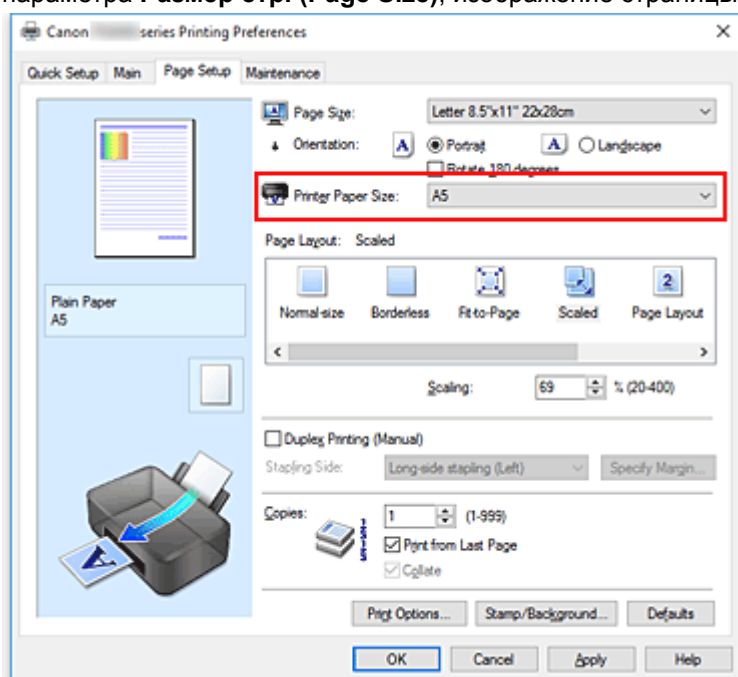 параметра Размер стр. (Page Size), изображение страницы
Canon series Printing Preferences
Quick Setup Main Page Setup Maintenance
Page Size: Letter 8.5"x11" 22x28cm
Orientation: A Portrait A Landscape
Rotate 180 degrees
Printer Paper Size: A5
Page Layout: Scaled
Normal-size Borderless Fit-to-Page Scaled 2 Page Layout
Plain Paper
A5
Scaling: 69 % (20-400)
Duplex Printing (Manual)
Stapling Side: Long-side stapling (Left) Specify Margin...
Copies: 1 (1-999)
Print from Last Page
Collate
A
Print Options... Stamp/Background... Defaults
OK Cancel Apply Help